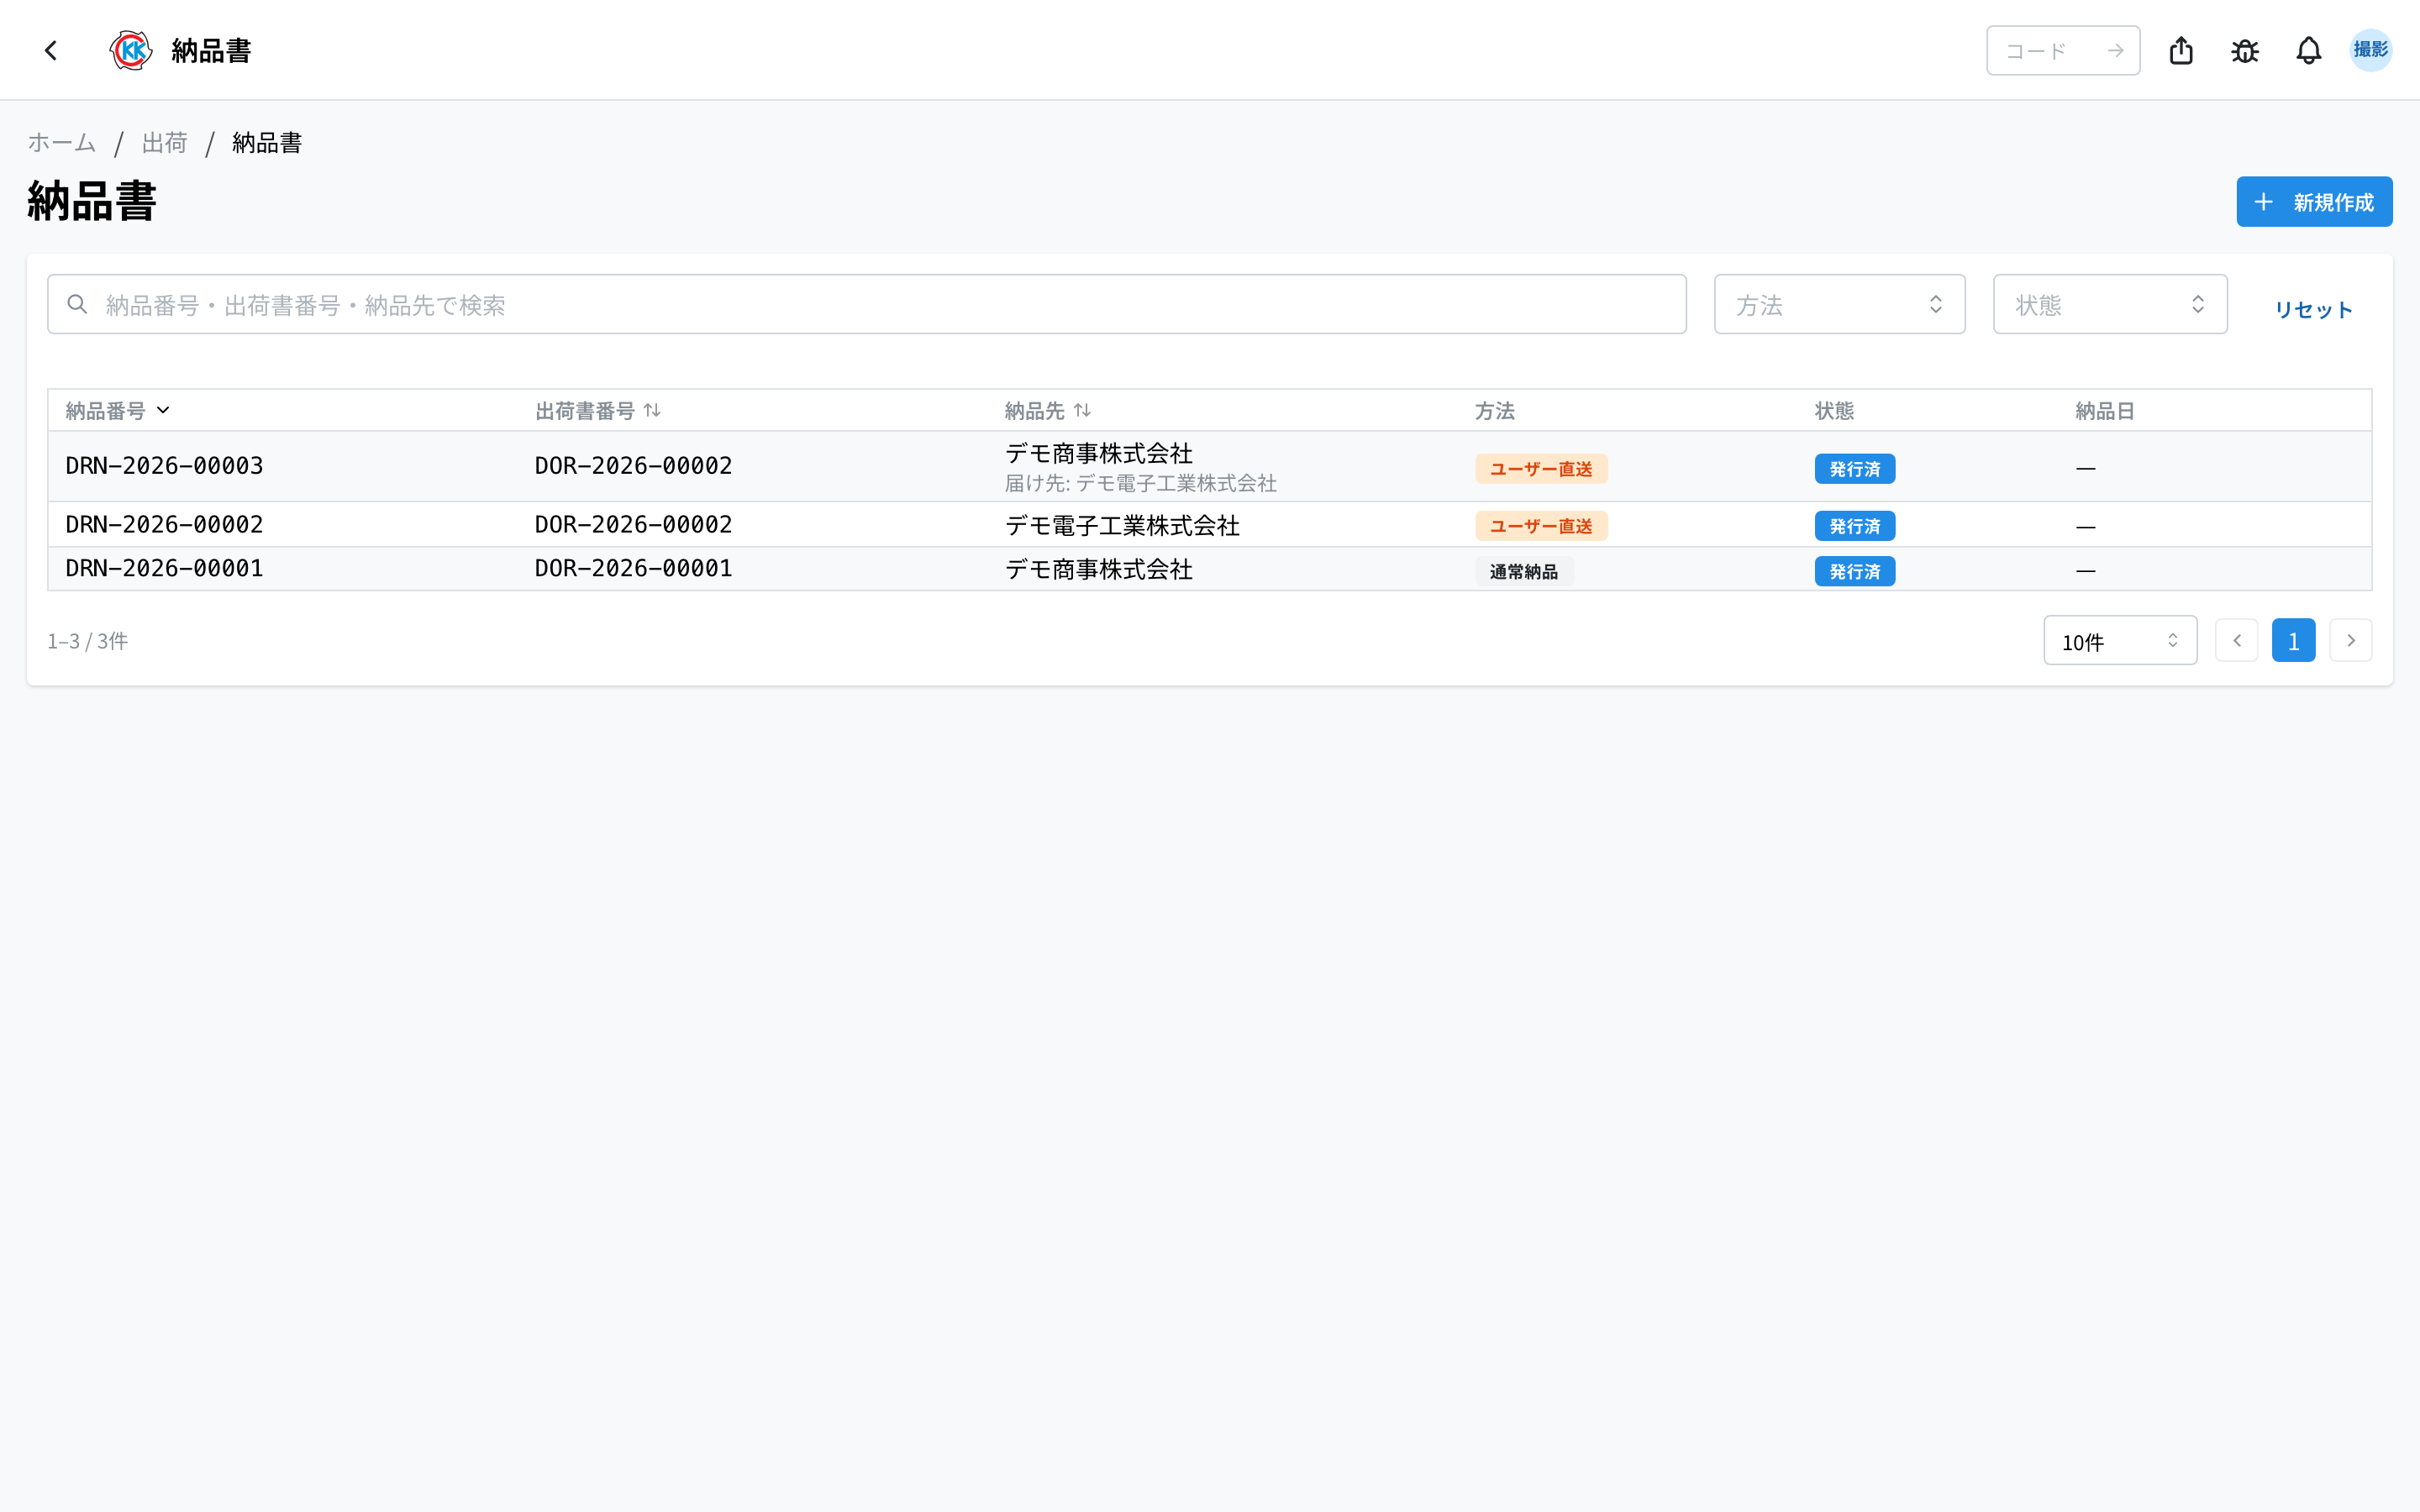 CKK 納品書
コード
撮影
ホーム / 出荷 / 納品書
納品書
新規作成
納品番号・出荷書番号・納品先で検索
方法
状態
リセット
納品番号 出荷書番号 納品先 方法 状態 納品日
DRN-2026-00003 DOR-2026-00002 デモ商事株式会社 ユーザー直送 発行済 —
届け先: デモ電子工業株式会社
DRN-2026-00002 DOR-2026-00002 デモ電子工業株式会社 ユーザー直送 発行済 —
DRN-2026-00001 DOR-2026-00001 デモ商事株式会社 通常納品 発行済 —
1–3 / 3件
10件
1